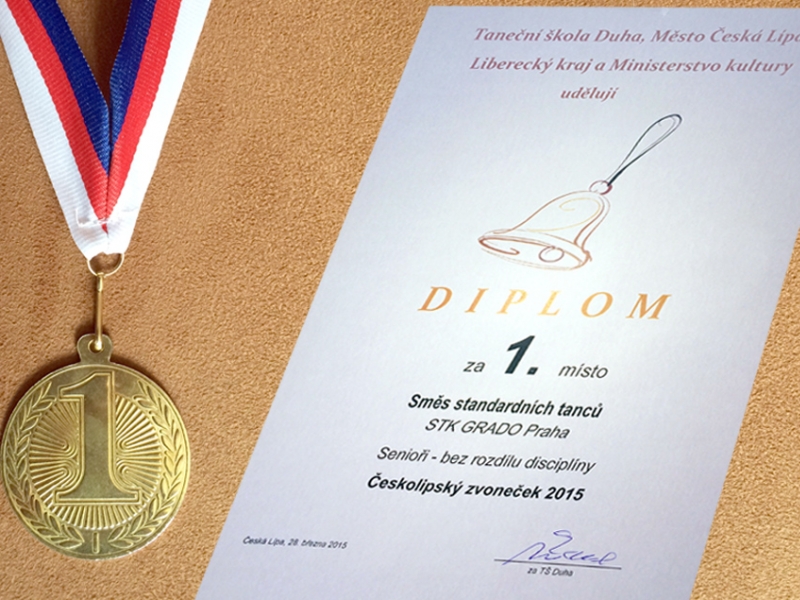 1
Taneční škola Duha, Město Česká Lípa
Liberecký kraj a Ministerstvo kultury
udělují
DIPLOM
za 1. místo
Směs standardních tanců
STK GRADO Praha
Senioři - bez rozdílu disciplíny
Českolipský zvoneček 2015
Česká Lípa, 28. března 2015
za TŠ Duha